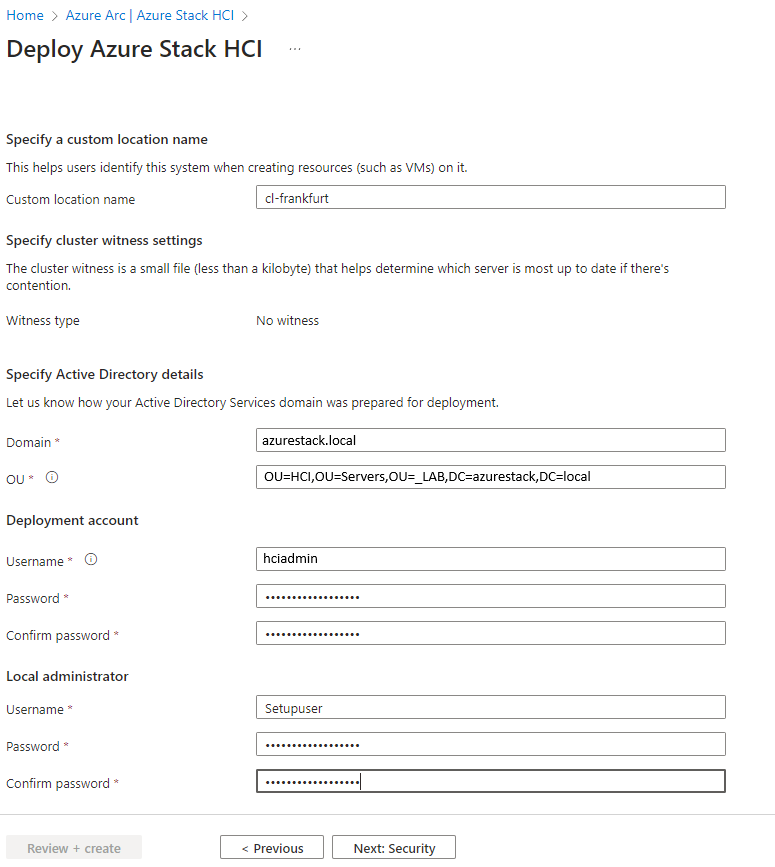 Home > Azure Arc | Azure Stack HCI >
Deploy Azure Stack HCI ...
Specify a custom location name
This helps users identify this system when creating resources (such as VMs) on it.
Custom location name cl-frankfurt
Specify cluster witness settings
The cluster witness is a small file (less than a kilobyte) that helps determine which server is most up to date if there's
contention.
Witness type No witness
Specify Active Directory details
Let us know how your Active Directory Services domain was prepared for deployment.
Domain * azurestack.local
OU * OU=HCI,OU=Servers,OU=_LAB,DC=azurestack,DC=local
Deployment account
Username * hciadmin
Password * ••••••••••••••••••
Confirm password * ••••••••••••••••••
Local administrator
Username * Setupuser
Password * ••••••••••••••••••
Confirm password * ••••••••••••••••••
Review + create < Previous Next: Security